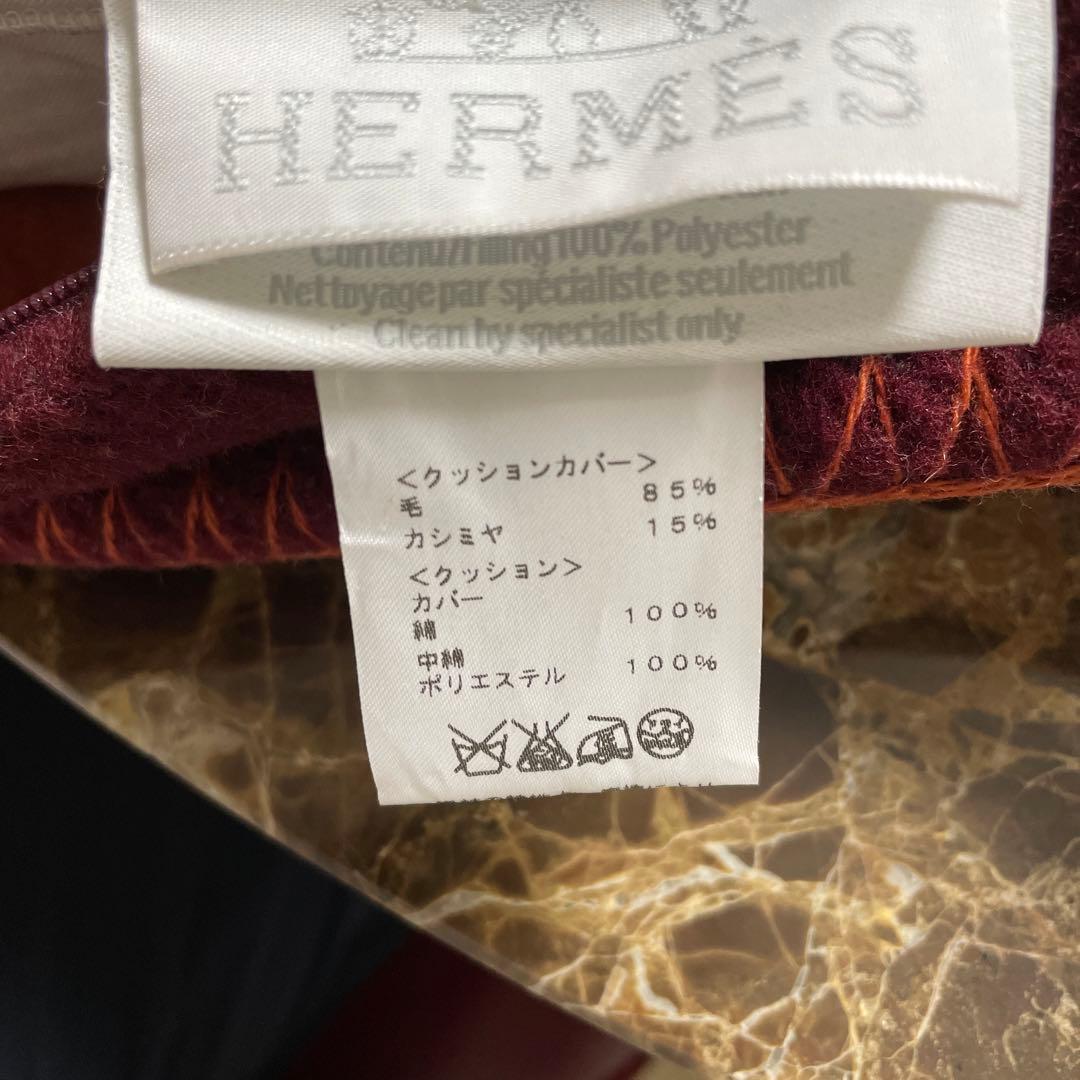 HERMÈS
Contenu/Filling 100% Polyester
Nettoyage par spécialiste seulement
Clean by specialist only
<クッションカバー>
毛 85%
カシミヤ 15%
<クッション>
カバー
綿 100%
中綿
ポリエステル 100%